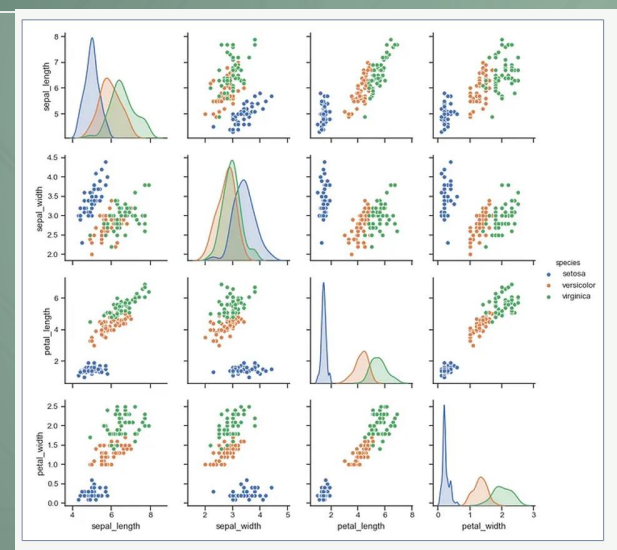 8
7
6
5
sepal_length
4.5
4.0
3.5
3.0
2.5
2.0
sepal_width
species
setosa
versicolor
virginica
6
4
2
petal_length
2.5
2.0
1.5
1.0
0.5
0.0
petal_width
4 6 8
2 3 4 5
2 4 6 8
0 1 2 3
sepal_length sepal_width petal_length petal_width